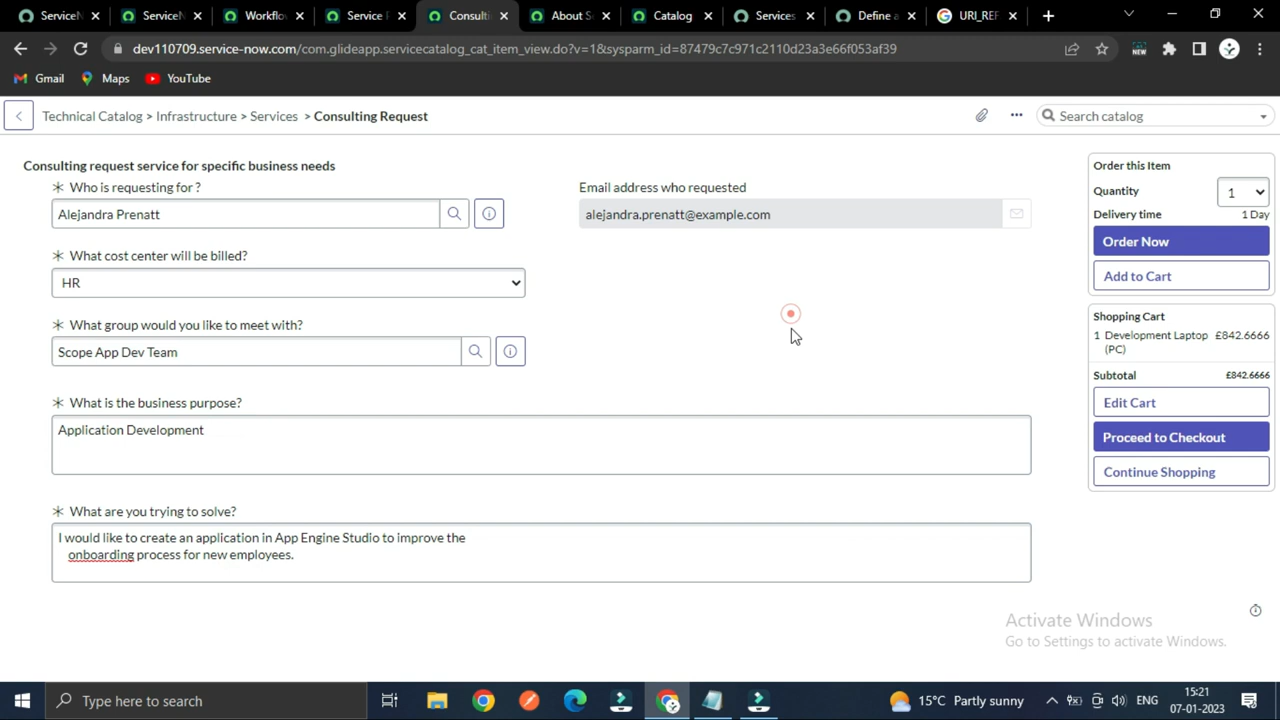 ServiceN
ServiceN
Workflow
Service P
Consulti
About Se
Catalog
Services
Define a
URI_REF
dev110709.service-now.com/com.glideapp.servicecatalog_cat_item_view.do?v=1&sysparm_id=87479c7c971c2110d23a3e66f053af39
NEW
Gmail
Maps
YouTube
Technical Catalog > Infrastructure > Services > Consulting Request
Search catalog
Consulting request service for specific business needs
Who is requesting for ?
Alejandra Prenatt
Email address who requested
alejandra.prenatt@example.com
What cost center will be billed?
HR
What group would you like to meet with?
Scope App Dev Team
What is the business purpose?
Application Development
What are you trying to solve?
I would like to create an application in App Engine Studio to improve the
onboarding process for new employees.
Order this Item
Quantity 1
Delivery time 1 Day
Order Now
Add to Cart
Shopping Cart
1 Development Laptop £842.6666
(PC)
Subtotal £842.6666
Edit Cart
Proceed to Checkout
Continue Shopping
Activate Windows
Go to Settings to activate Windows.
Type here to search
15°C Partly sunny
ENG
15:21
07-01-2023